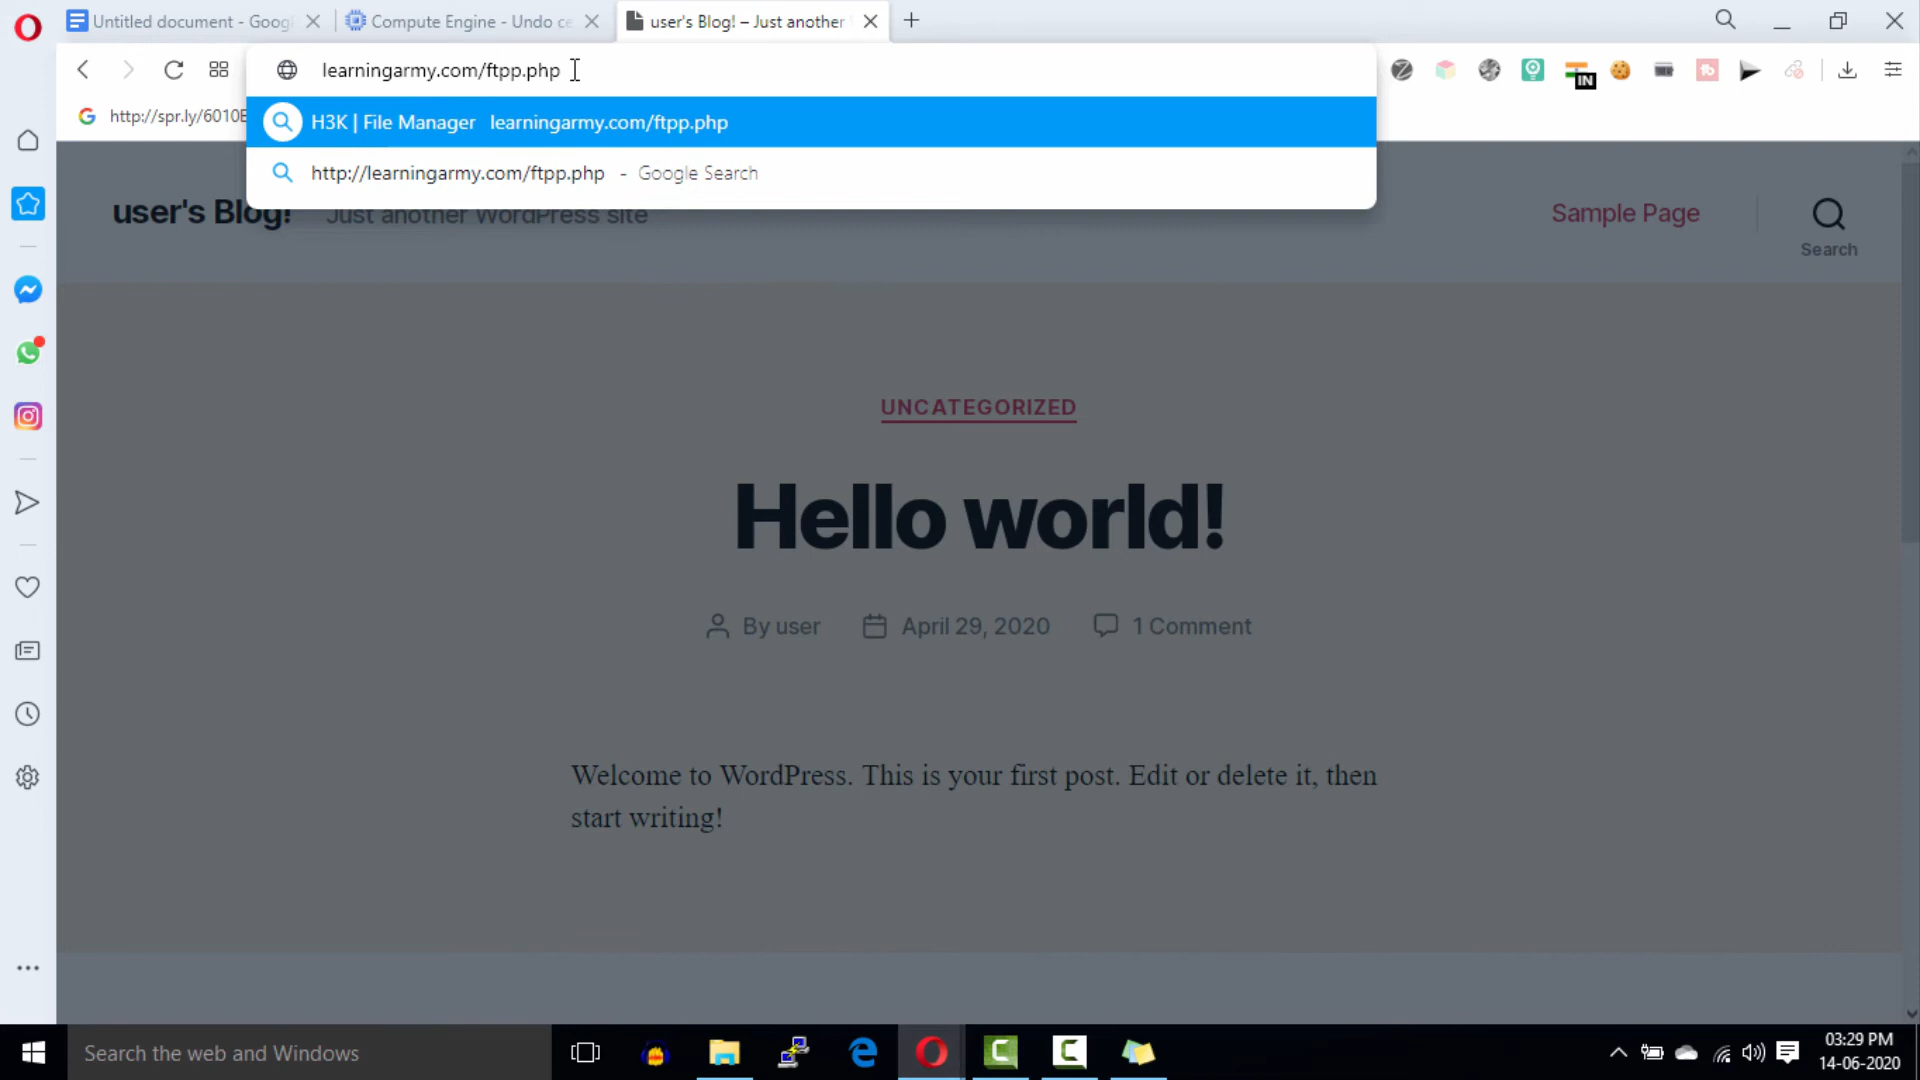 Untitled document - Goog
Compute Engine - Undo ce
user's Blog! – Just another
learningarmy.com/ftpp.php
IN
http://spr.ly/6010B
H3K | File Manager learningarmy.com/ftpp.php
http://learningarmy.com/ftpp.php - Google Search
user's Blog!
Just another WordPress site
Sample Page
Search
UNCATEGORIZED
Hello world!
By user
April 29, 2020
1 Comment
Welcome to WordPress. This is your first post. Edit or delete it, then
start writing!
Search the web and Windows
03:29 PM
14-06-2020